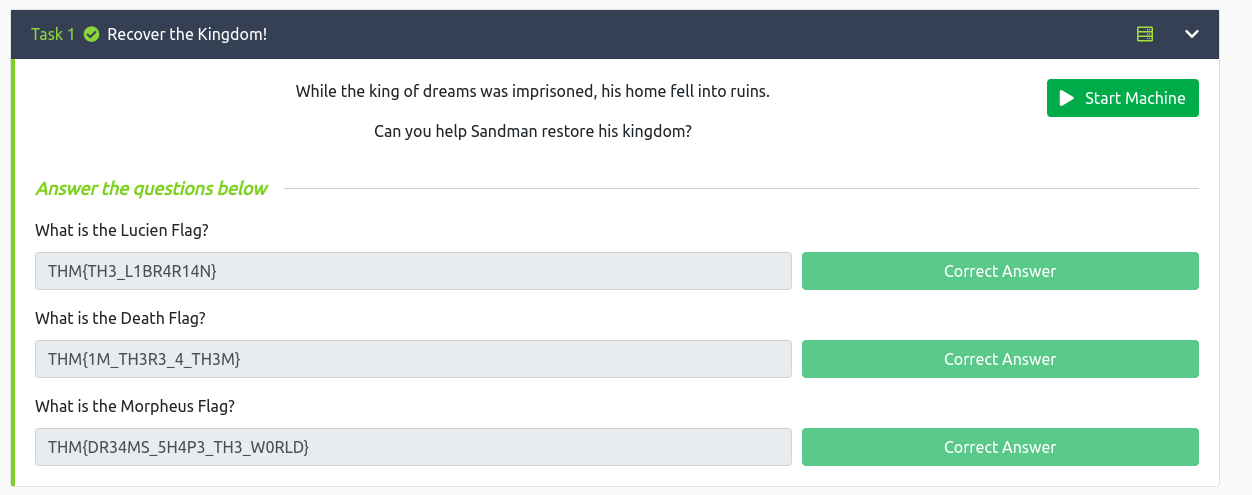 Task 1 Recover the Kingdom!
While the king of dreams was imprisoned, his home fell into ruins.
Start Machine
Can you help Sandman restore his kingdom?
Answer the questions below
What is the Lucien Flag?
THM{TH3_L1BR4R14N} Correct Answer
What is the Death Flag?
THM{1M_TH3R3_4_TH3M} Correct Answer
What is the Morpheus Flag?
THM{DR34MS_5H4P3_TH3_W0RLD} Correct Answer